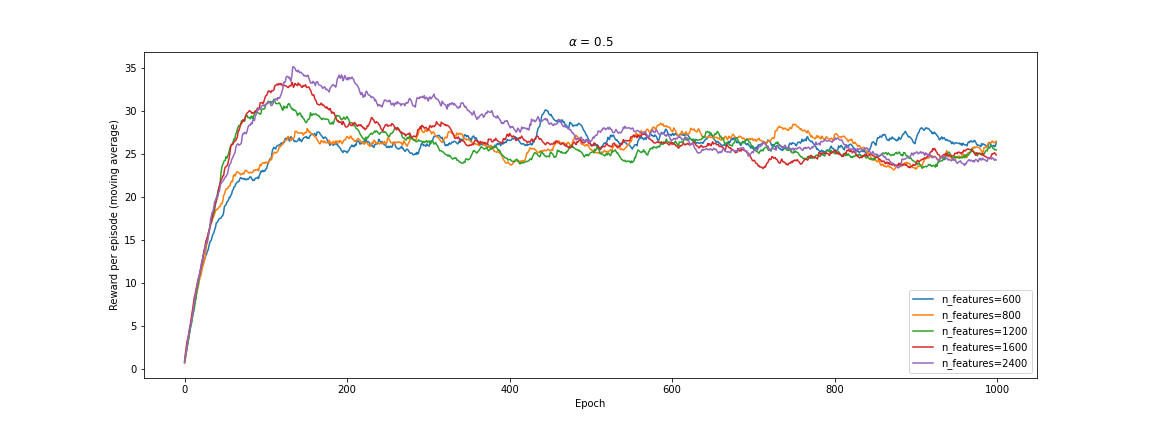 α = 0.5
Reward per episode (moving average)
35
30
25
20
15
10
5
0
0 200 400 600 800 1000
Epoch
n_features=600
n_features=800
n_features=1200
n_features=1600
n_features=2400